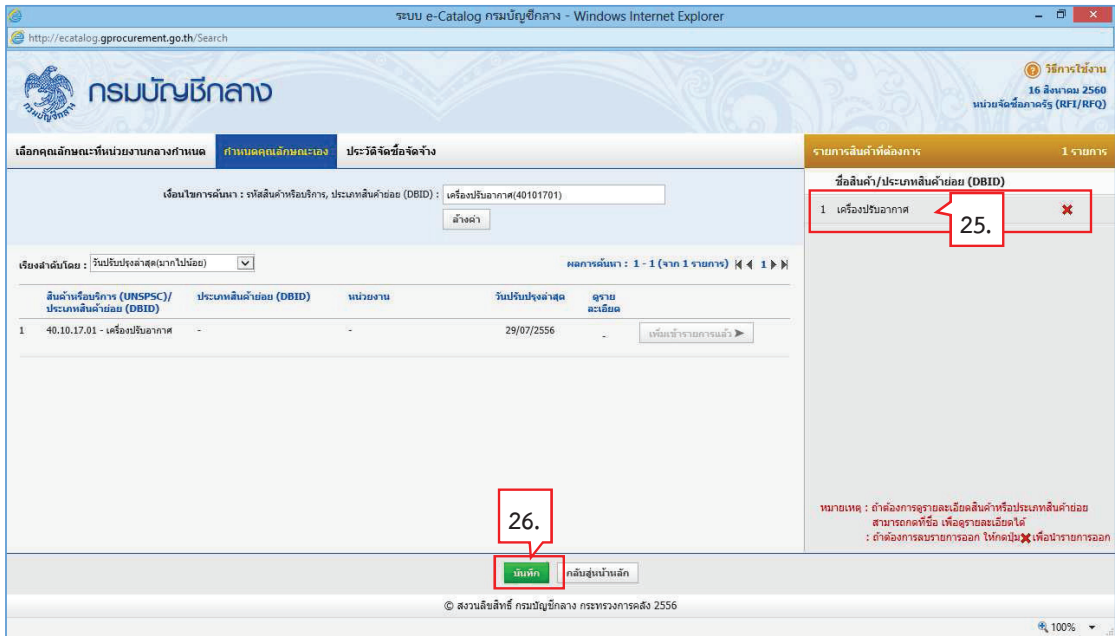 ระบบ e-Catalog กรมบัญชีกลาง - Windows Internet Explorer
http://ecatalog.gprocurement.go.th/Search
กรมบัญชีกลาง
วิธีการใช้งาน
16 สิงหาคม 2560
หน่วยจัดซื้อภาครัฐ (RFI/RFQ)
เลือกคุณลักษณะที่หน่วยงานกลางกำหนด กำหนดคุณลักษณะเอง ประวัติจัดซื้อจัดจ้าง
รายการสินค้าที่ต้องการ 1 รายการ
ชื่อสินค้า/ประเภทสินค้าย่อย (DBID)
1 เครื่องปรับอากาศ
25.
เงื่อนไขการค้นหา : รหัสสินค้าหรือบริการ, ประเภทสินค้าย่อย (DBID) : เครื่องปรับอากาศ(40101701)
ล้างค่า
เรียงลำดับโดย : วันปรับปรุงล่าสุด(มากไปน้อย)
ผลการค้นหา : 1 - 1 (จาก 1 รายการ) 1
สินค้าหรือบริการ (UNSPSC)/ ประเภทสินค้าย่อย (DBID) หน่วยงาน วันปรับปรุงล่าสุด ดูราย
ประเภทสินค้าย่อย (DBID) ละเอียด
1 40.10.17.01 - เครื่องปรับอากาศ - - 29/07/2556 - เพิ่มเข้ารายการแล้ว
หมายเหตุ : ถ้าต้องการดูรายละเอียดสินค้าหรือประเภทสินค้าย่อย
สามารถกดที่ชื่อ เพื่อดูรายละเอียดได้
: ถ้าต้องการลบรายการออก ให้กดปุ่ม เพื่อนำรายการออก
26.
บันทึก กลับสู่หน้าหลัก
© สงวนลิขสิทธิ์ กรมบัญชีกลาง กระทรวงการคลัง 2556
100%